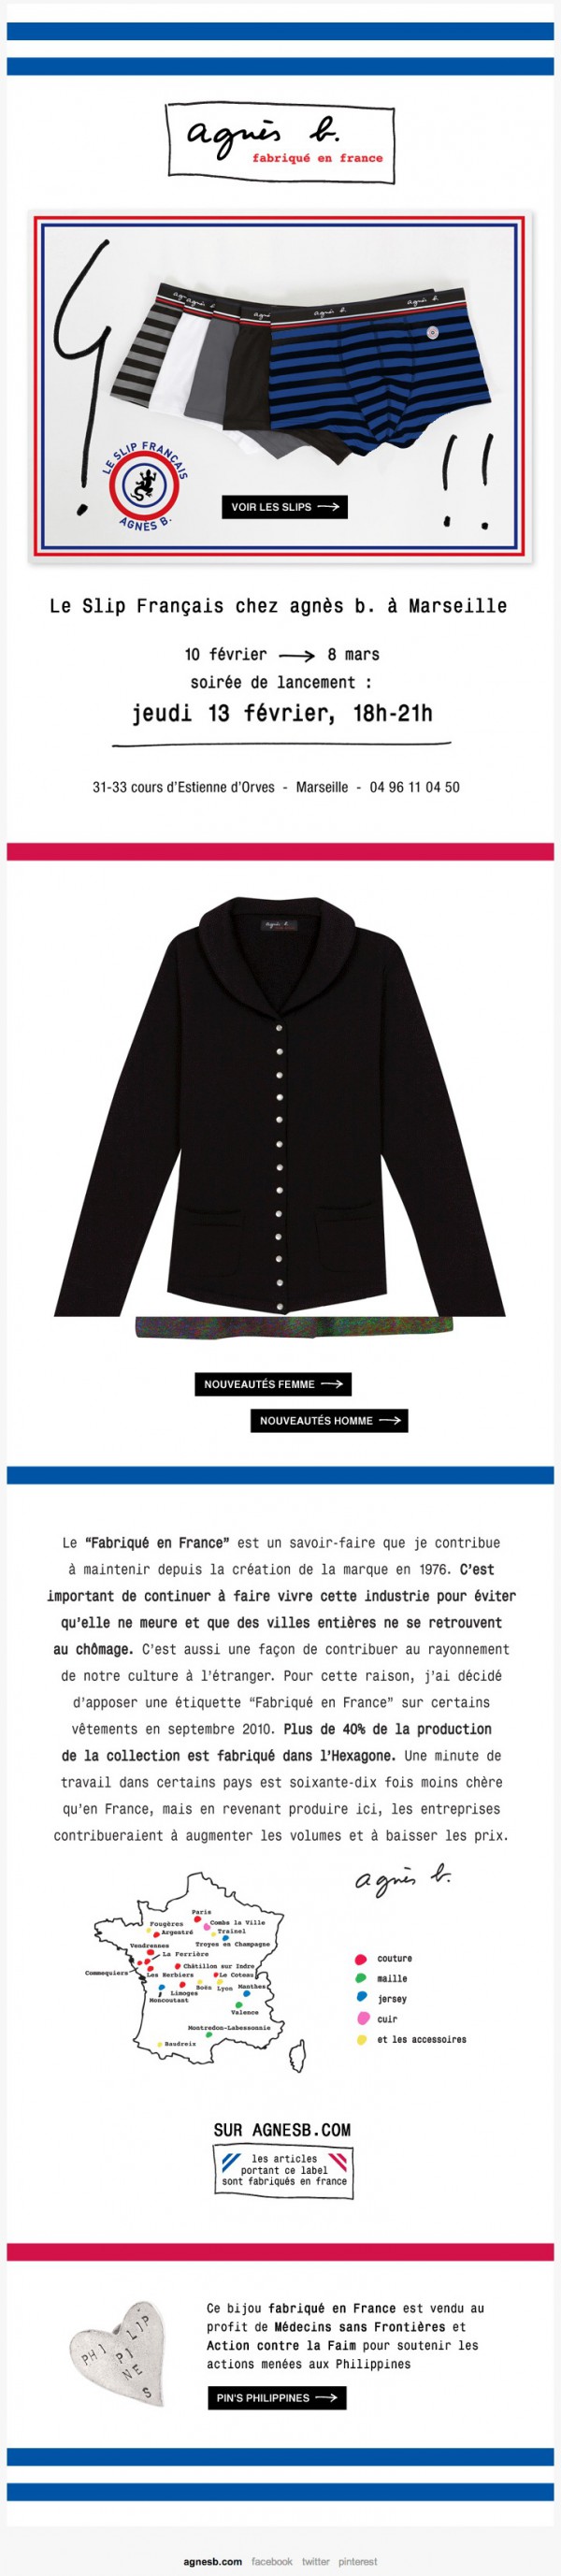 agnès b.
fabriqué en france
agnès b.
agnès b.
LE SLIP FRANÇAIS
AGNÈS B.
VOIR LES SLIPS
!!
Le Slip Français chez agnès b. à Marseille
10 février → 8 mars
soirée de lancement :
jeudi 13 février, 18h-21h
31-33 cours d’Estienne d’Orves - Marseille - 04 96 11 04 50
agnès b.
NOUVEAUTÉS FEMME →
NOUVEAUTÉS HOMME →
Le “Fabriqué en France” est un savoir-faire que je contribue
à maintenir depuis la création de la marque en 1976. C’est
important de continuer à faire vivre cette industrie pour éviter
qu’elle ne meure et que des villes entières ne se retrouvent
au chômage. C’est aussi une façon de contribuer au rayonnement
de notre culture à l’étranger. Pour cette raison, j’ai décidé
d’apposer une étiquette “Fabriqué en France” sur certains
vêtements en septembre 2010. Plus de 40% de la production
de la collection est fabriqué dans l’Hexagone. Une minute de
travail dans certains pays est soixante-dix fois moins chère
qu’en France, mais en revenant produire ici, les entreprises
contribueraient à augmenter les volumes et à baisser les prix.
agnès b.
Paris
Fougères
Combs la Ville
Argentré
Trainel
Vendrennes
Troyes en Champagne
La Ferrière
Châtillon sur Indre
Commequiers
Les Herbiers
Le Coteau
Boën
Lyon
Nanthes
Limoges
Moncoutant
Valence
Montredon-Labessonnie
Baudreix
couture
maille
jersey
cuir
et les accessoires
SUR AGNESB.COM
les articles
portant ce label
sont fabriqués en france
PHILIPPINES
Ce bijou fabriqué en France est vendu au
profit de Médecins sans Frontières et
Action contre la Faim pour soutenir les
actions menées aux Philippines
PIN'S PHILIPPINES →
agnesb.com facebook twitter pinterest